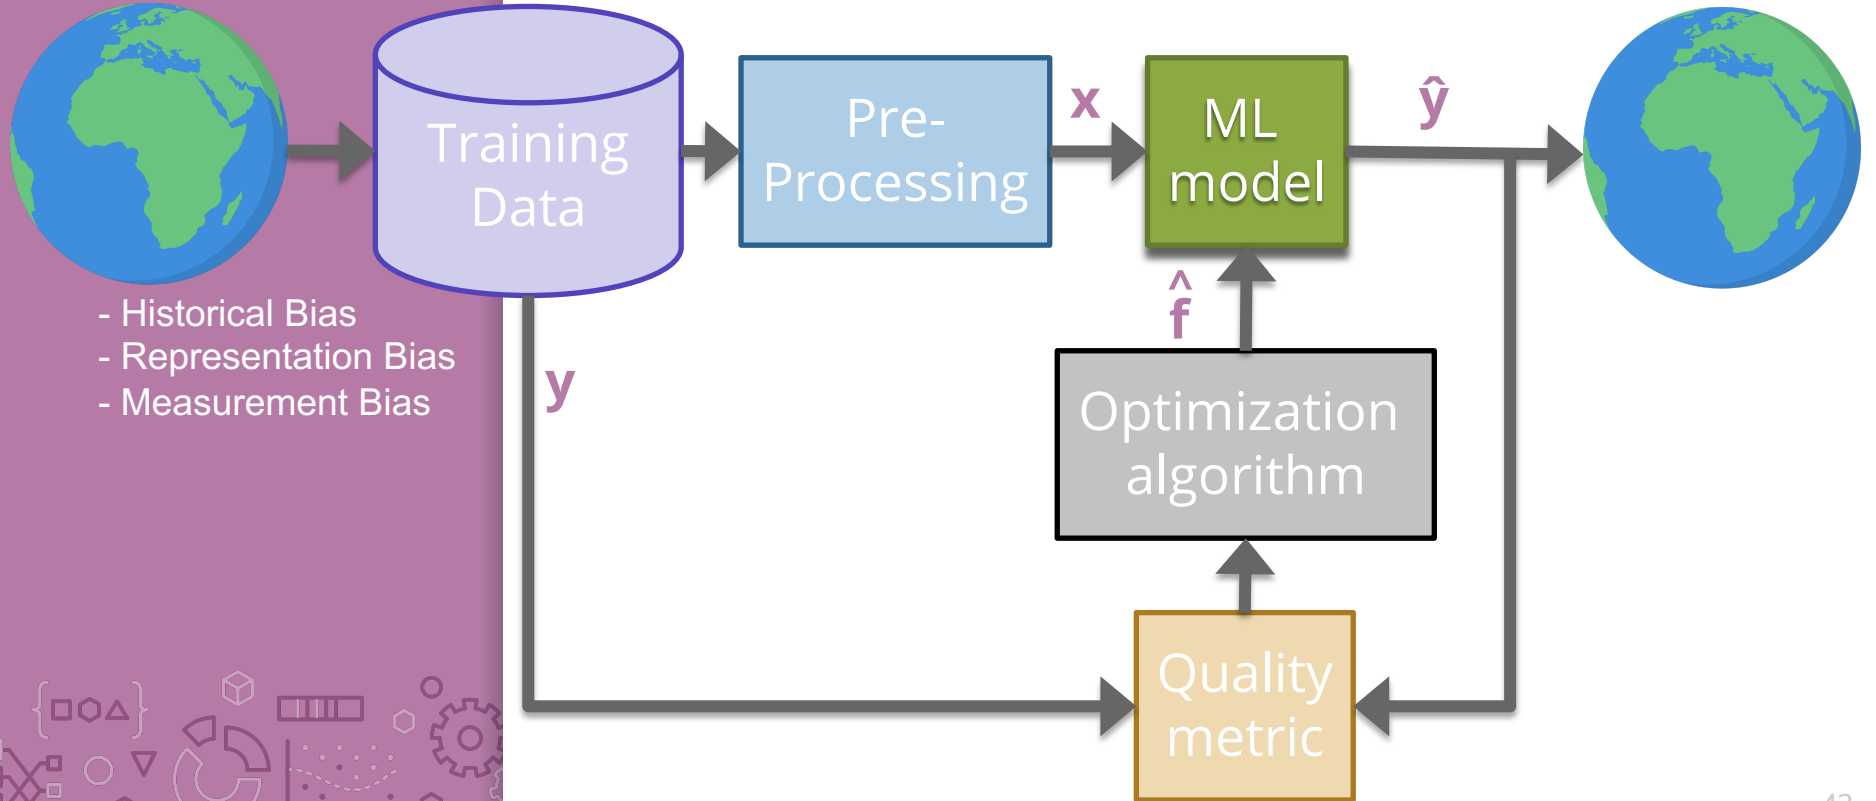 Training
Data
Pre-
Processing
x
ML
model
ŷ
- Historical Bias
- Representation Bias
- Measurement Bias
y
f̂
Optimization
algorithm
Quality
metric